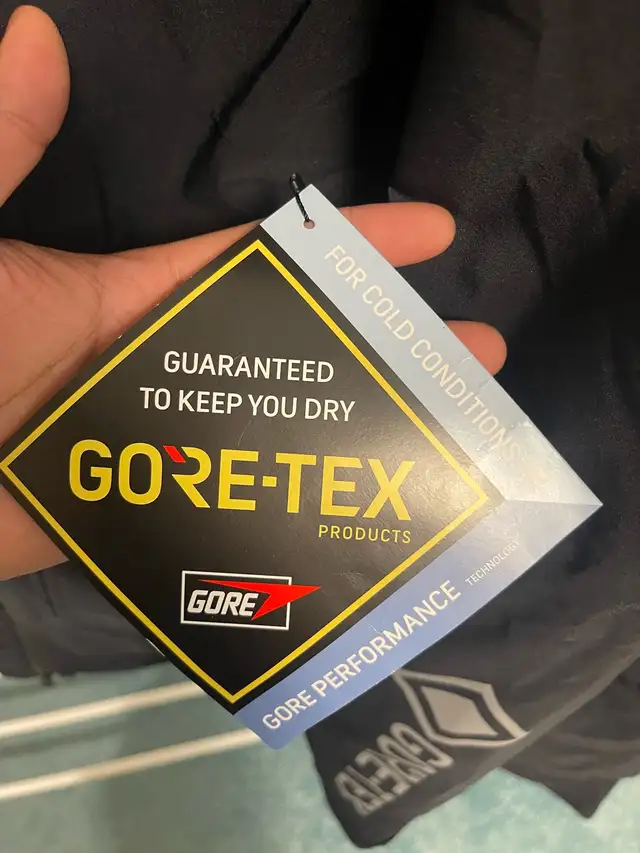 FOR COLD CONDITIONS
GUARANTEED
TO KEEP YOU DRY
GORE-TEX
PRODUCTS
GORE
GORE PERFORMANCE
TECHNOLOGY
GORE-TEX